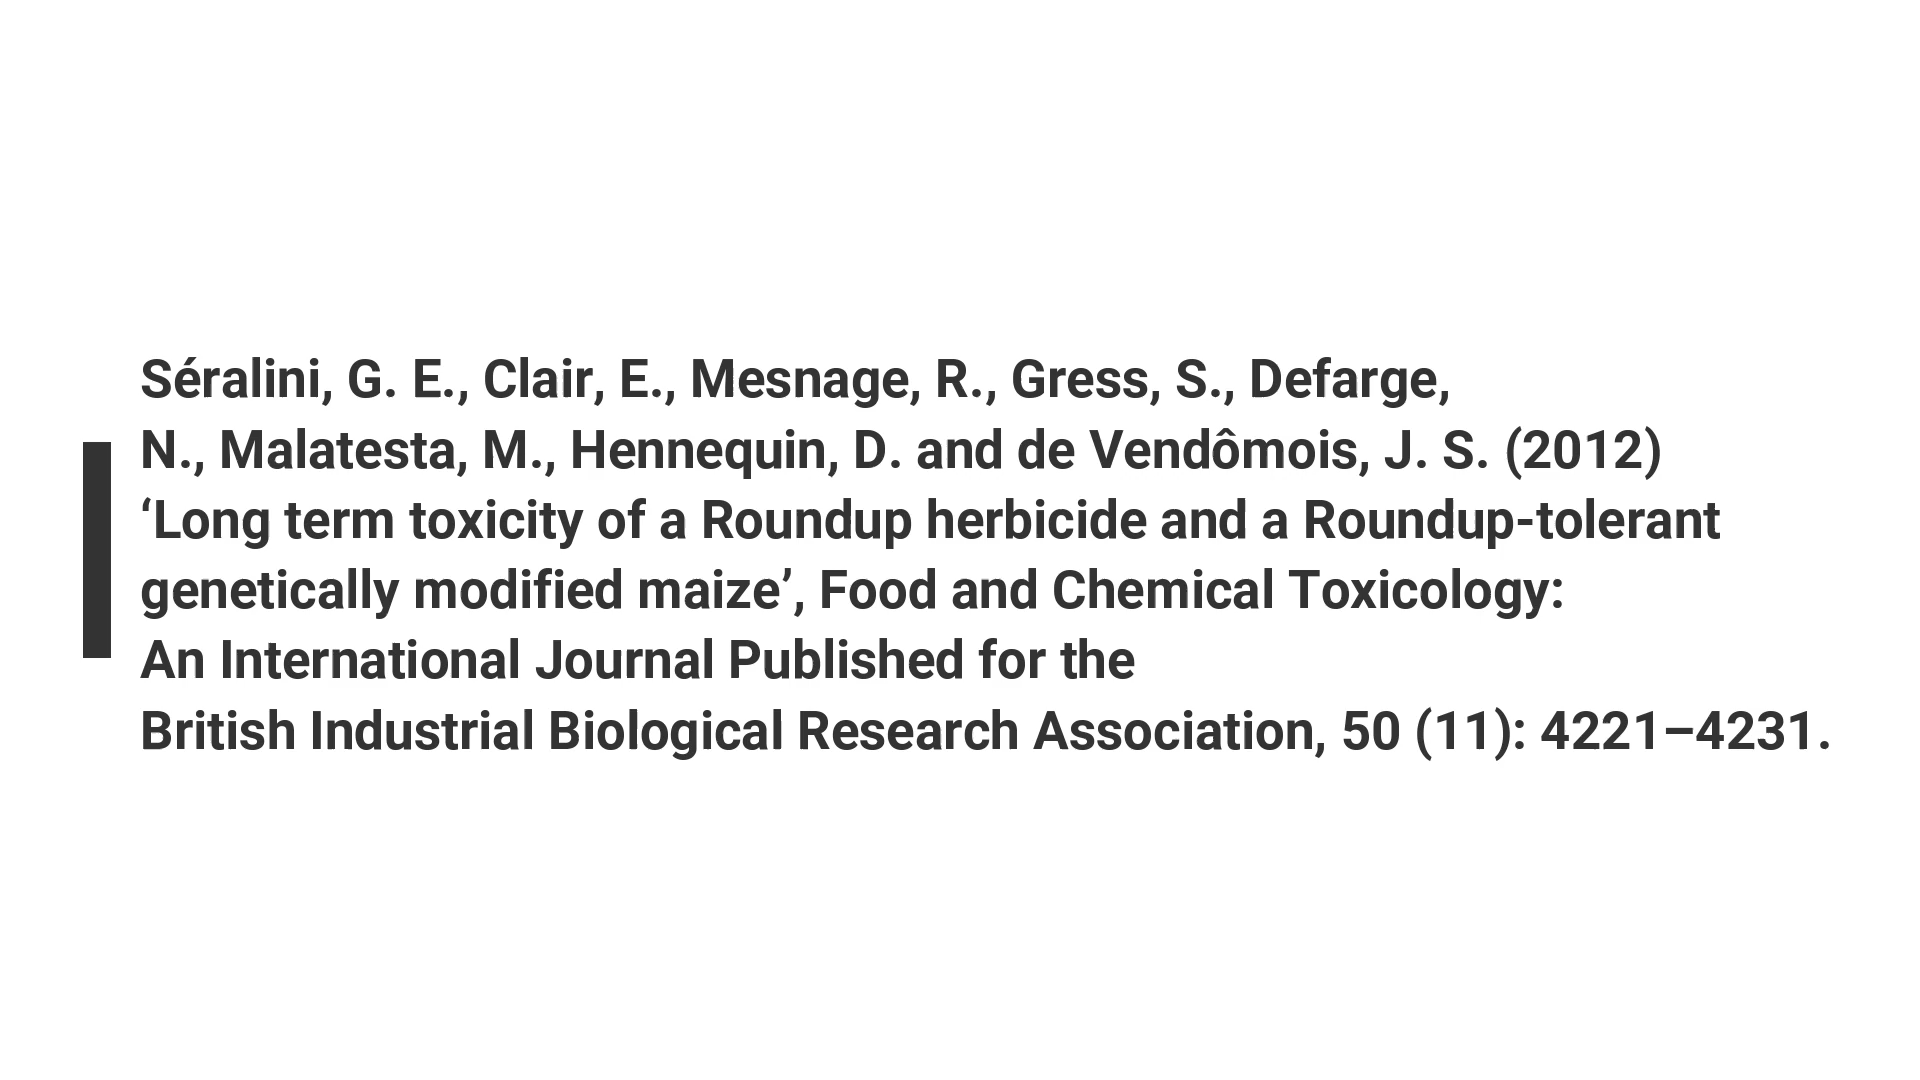 Séralini, G. E., Clair, E., Mesnage, R., Gress, S., Defarge,
N., Malatesta, M., Hennequin, D. and de Vendômois, J. S. (2012)
‘Long term toxicity of a Roundup herbicide and a Roundup-tolerant
genetically modified maize’, Food and Chemical Toxicology:
An International Journal Published for the
British Industrial Biological Research Association, 50 (11): 4221–4231.